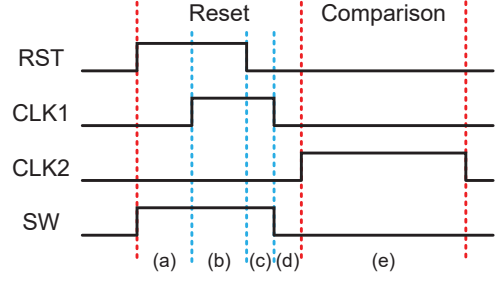 Reset Comparison
RST
CLK1
CLK2
SW
(a) (b) (c) (d) (e)